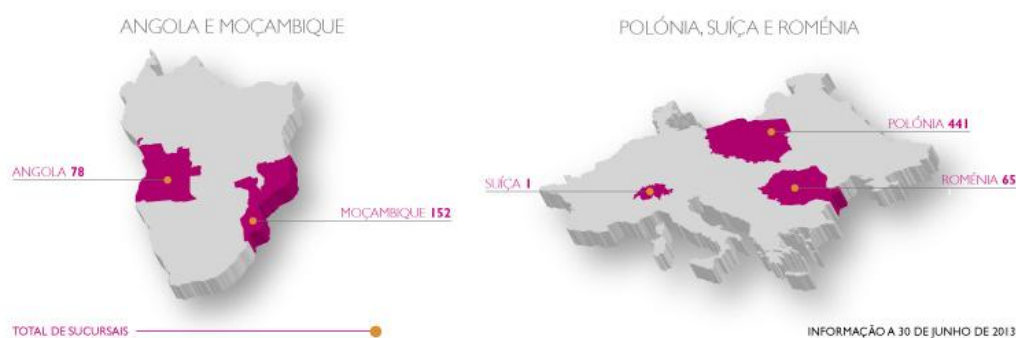 ANGOLA E MOÇAMBIQUE
ANGOLA 78
MOÇAMBIQUE 152
TOTAL DE SUCURSAIS
POLÓNIA, SUÍÇA E ROMÉNIA
POLÓNIA 441
SUÍÇA 1
ROMÉNIA 65
INFORMAÇÃO A 30 DE JUNHO DE 2013